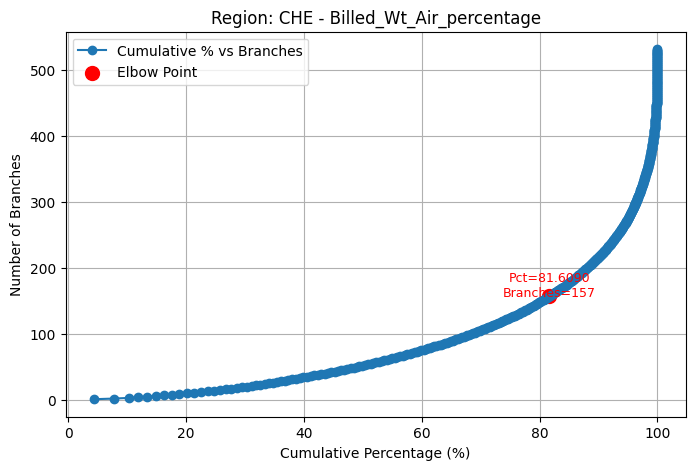 Region: CHE - Billed_Wt_Air_percentage
Cumulative % vs Branches
Elbow Point
500
400
300
200
100
0
Number of Branches
Pct=81.6090
Branches=157
0
20
40
60
80
100
Cumulative Percentage (%)